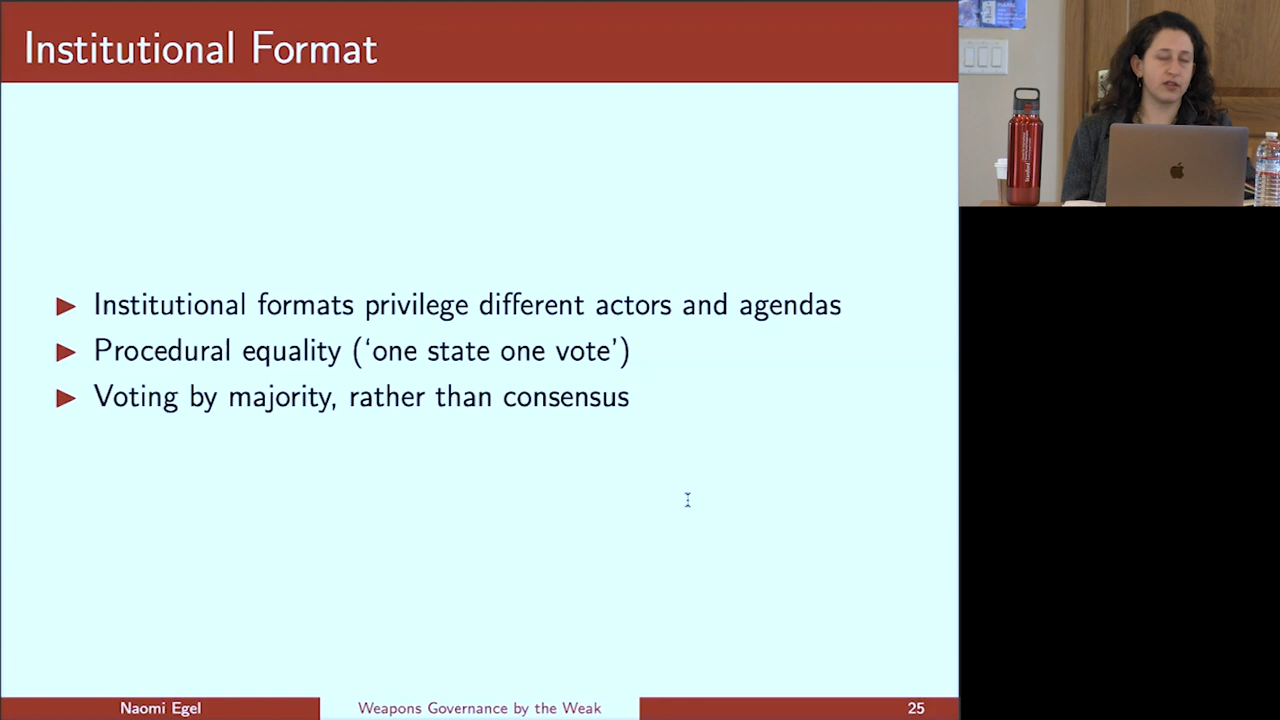 Institutional Format
Institutional formats privilege different actors and agendas
Procedural equality (‘one state one vote’)
Voting by majority, rather than consensus
Naomi Egel
Weapons Governance by the Weak
25
Stanford